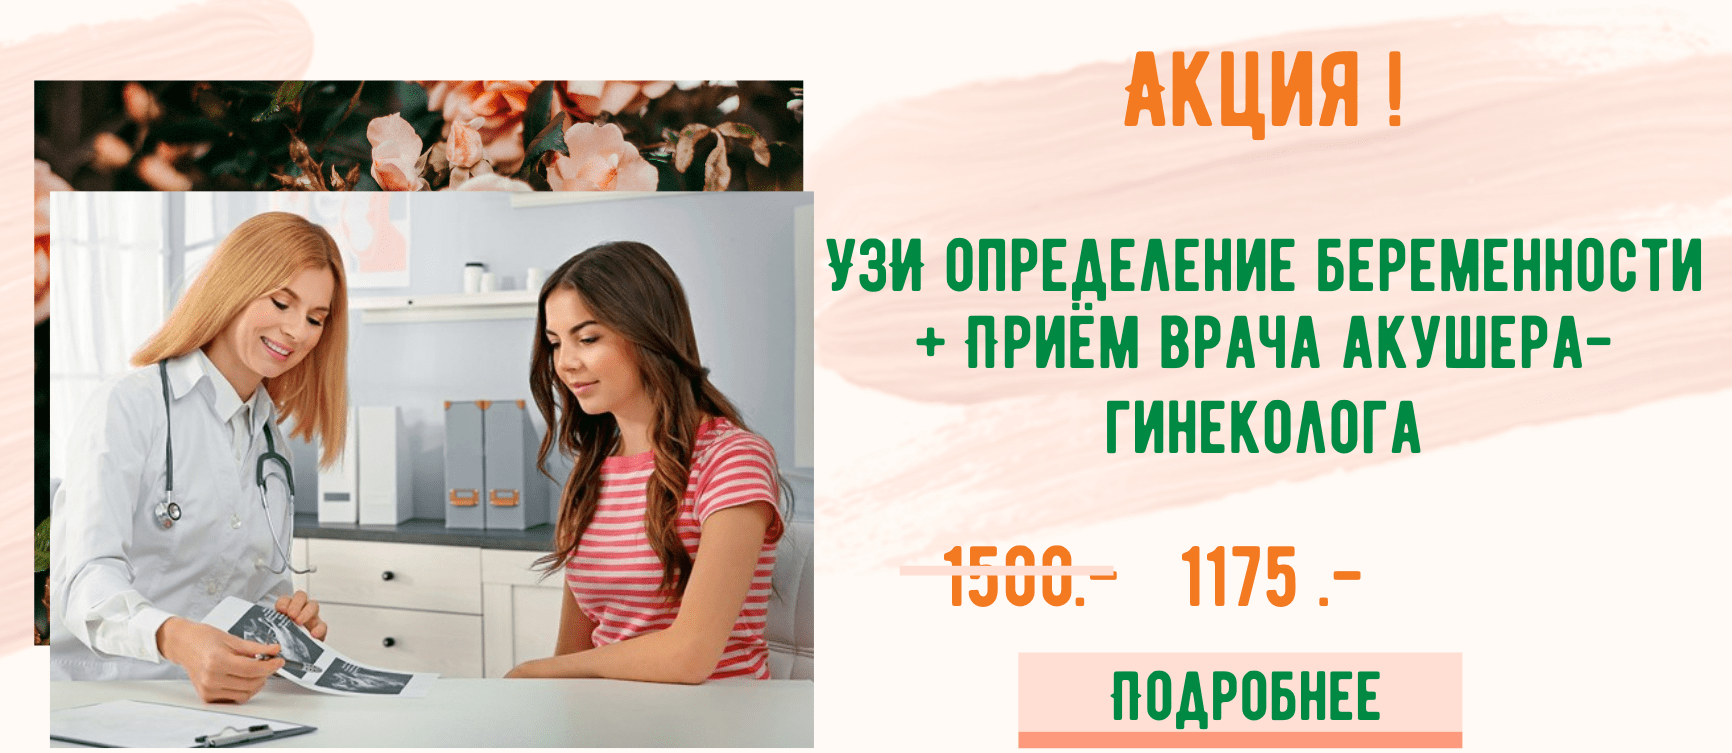 Акция !
УЗИ определение беременности
+ Приём врача акушера-
гинеколога
1500.-   1175 .-
Подробнее